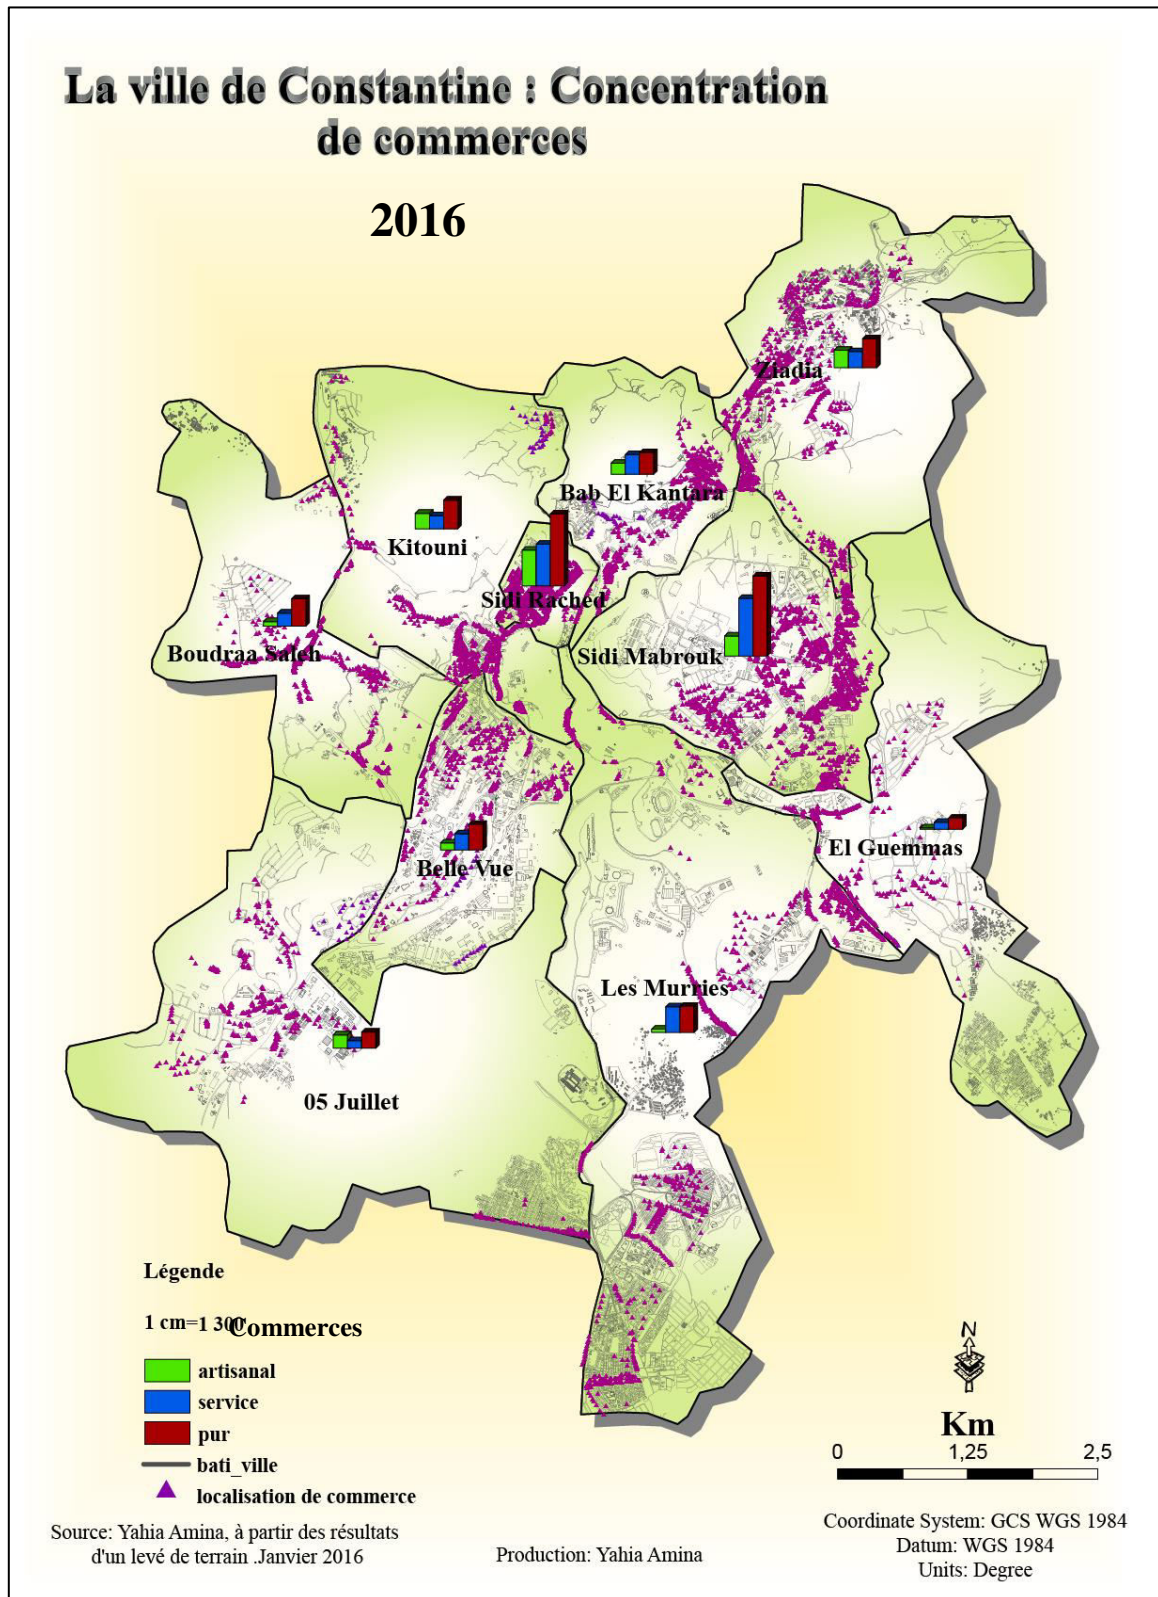 La ville de Constantine : Concentration
de commerces
2016
Ziadia
Bab El Kantara
Kitouni
Sidi Rached
Sidi Mabrouk
Boudraa Saleh
El Guemmas
Belle Vue
Les Murries
05 Juillet
Légende
1 cm=1 300
Commerces
artisanal
service
pur
bati_ville
localisation de commerce
N
Km
0 1,25 2,5
Source: Yahia Amina, à partir des résultats
d'un levé de terrain .Janvier 2016
Production: Yahia Amina
Coordinate System: GCS WGS 1984
Datum: WGS 1984
Units: Degree